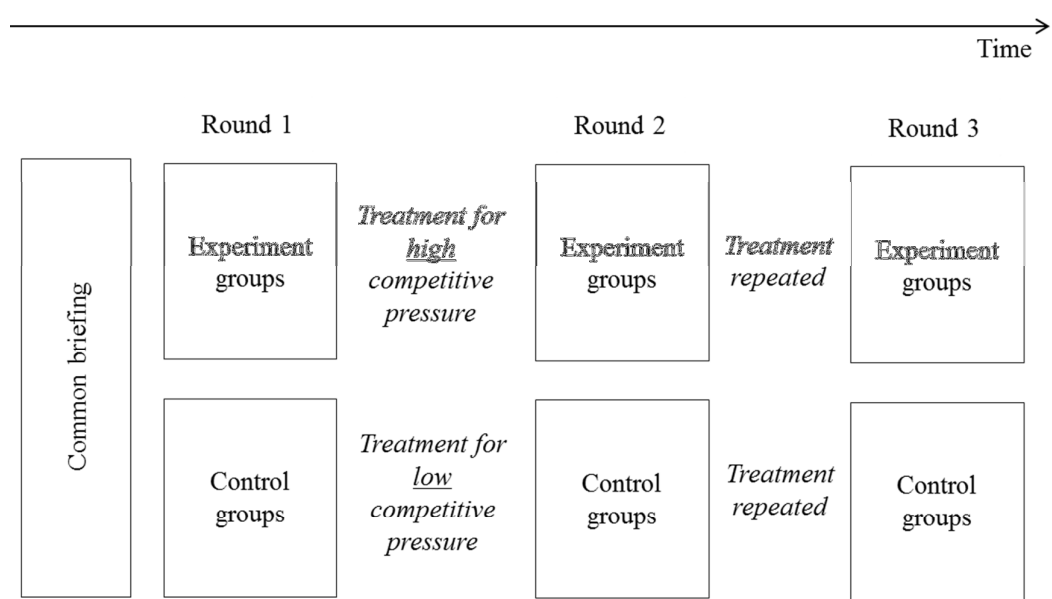 Time
Round 1
Round 2
Round 3
Common briefing
Experiment
groups
Treatment for
high
competitive
pressure
Experiment
groups
Treatment
repeated
Experiment
groups
Control
groups
Treatment for
low
competitive
pressure
Control
groups
Treatment
repeated
Control
groups